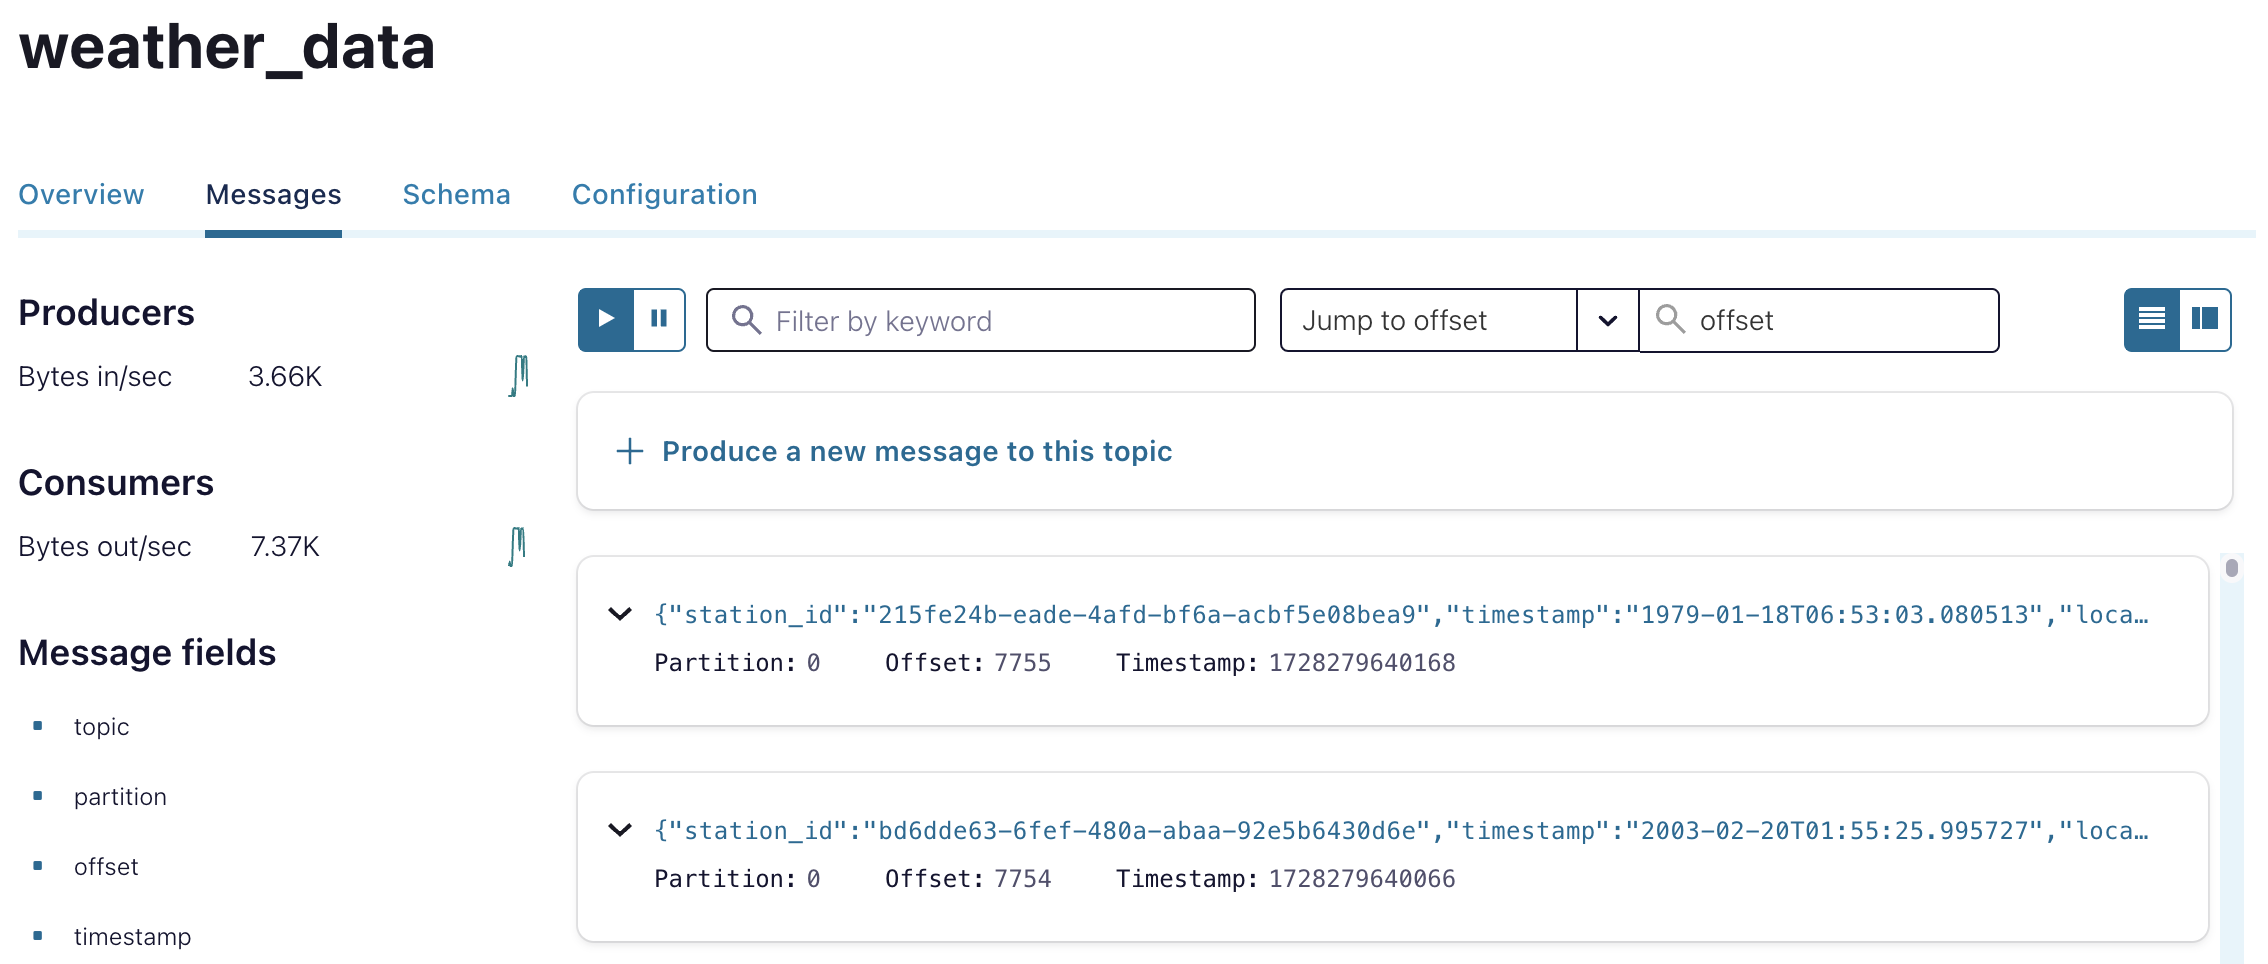 weather_data
Overview Messages Schema Configuration
Producers
Bytes in/sec 3.66K
Consumers
Bytes out/sec 7.37K
Message fields
topic
partition
offset
timestamp
Filter by keyword
Jump to offset
offset
Produce a new message to this topic
{"station_id":"215fe24b-eade-4afd-bf6a-acbf5e08bea9","timestamp":"1979-01-18T06:53:03.080513","loca…
Partition: 0 Offset: 7755 Timestamp: 1728279640168
{"station_id":"bd6dde63-6fef-480a-abaa-92e5b6430d6e","timestamp":"2003-02-20T01:55:25.995727","loca…
Partition: 0 Offset: 7754 Timestamp: 1728279640066